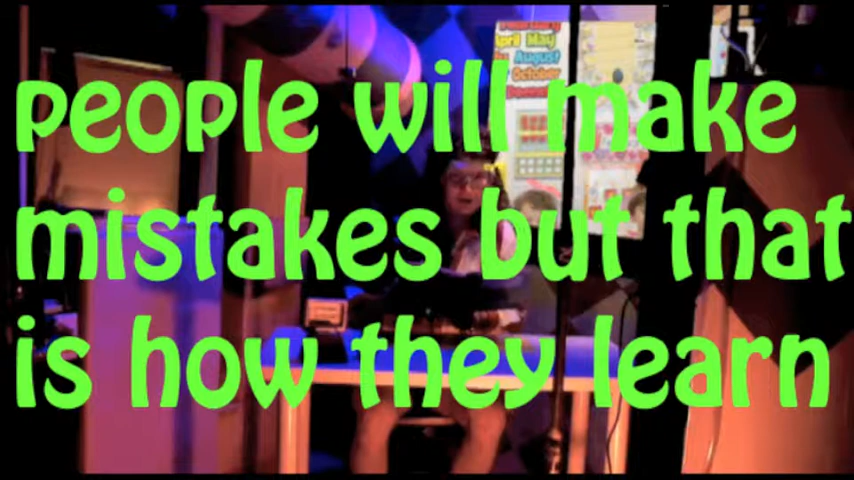 people will make
mistakes but that
is how they learn
April May
August
October